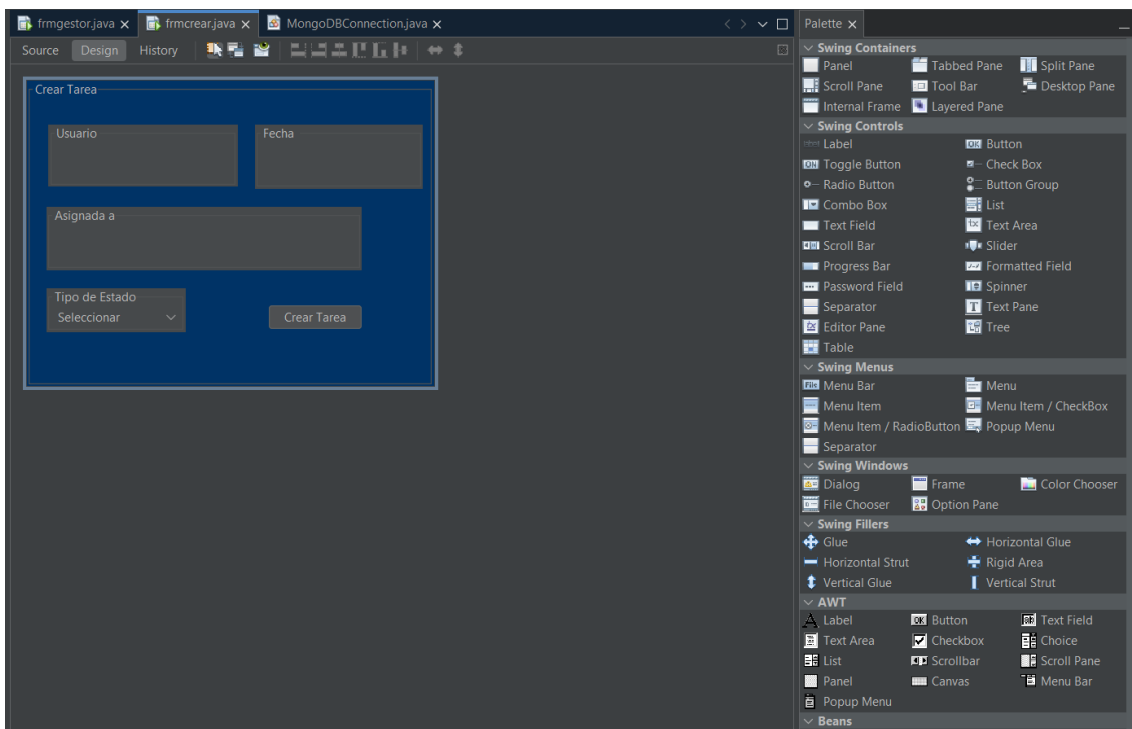 frmgestor.java frmcrear.java MongoDBConnection.java
Source Design History
Crear Tarea
Usuario Fecha
Asignada a
Tipo de Estado
Seleccionar Crear Tarea
Palette
Swing Containers
Panel Tabbed Pane Split Pane
Scroll Pane Tool Bar Desktop Pane
Internal Frame Layered Pane
Swing Controls
Label Button
Toggle Button Check Box
Radio Button Button Group
Combo Box List
Text Field Text Area
Scroll Bar Slider
Progress Bar Formatted Field
Password Field Spinner
Separator Text Pane
Editor Pane Tree
Table
Swing Menus
Menu Bar Menu
Menu Item Menu Item / CheckBox
Menu Item / RadioButton Popup Menu
Separator
Swing Windows
Dialog Frame Color Chooser
File Chooser Option Pane
Swing Fillers
Glue Horizontal Glue
Horizontal Strut Rigid Area
Vertical Glue Vertical Strut
AWT
Label Button Text Field
Text Area Checkbox Choice
List Scrollbar Scroll Pane
Panel Canvas Menu Bar
Popup Menu
Beans